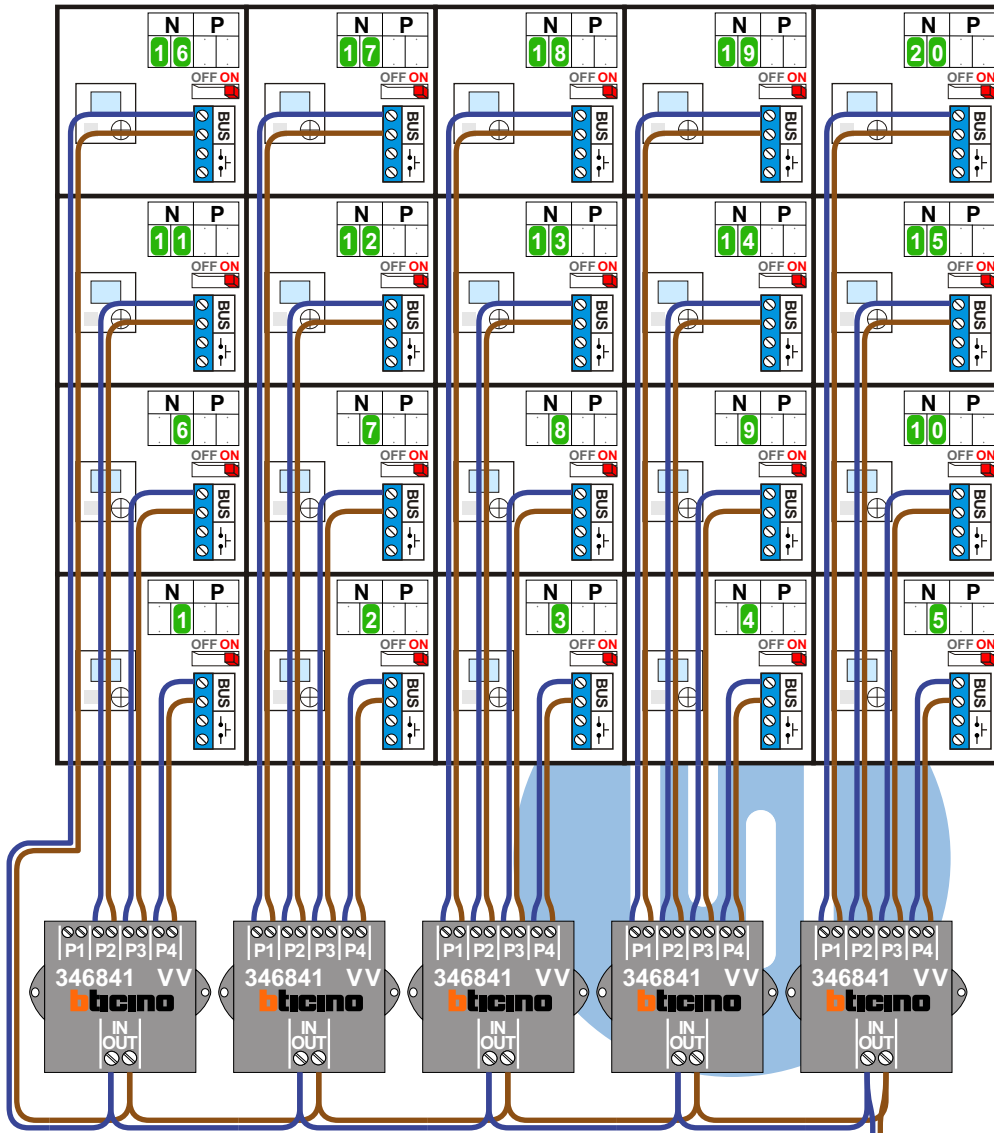 N P N P N P N P N P
16 17 18 19 20
OFF ON OFF ON OFF ON OFF ON OFF ON
BUS BUS BUS BUS BUS
N P N P N P N P N P
11 12 13 14 15
OFF ON OFF ON OFF ON OFF ON OFF ON
BUS BUS BUS BUS BUS
N P N P N P N P N P
6 7 8 9 10
OFF ON OFF ON OFF ON OFF ON OFF ON
BUS BUS BUS BUS BUS
N P N P N P N P N P
1 2 3 4 5
OFF ON OFF ON OFF ON OFF ON OFF ON
BUS BUS BUS BUS BUS
P1 P2 P3 P4 P1 P2 P3 P4 P1 P2 P3 P4 P1 P2 P3 P4 P1 P2 P3 P4
346841 VV 346841 VV 346841 VV 346841 VV 346841 VV
bticino bticino bticino bticino bticino
IN IN IN IN IN
OUT OUT OUT OUT OUT